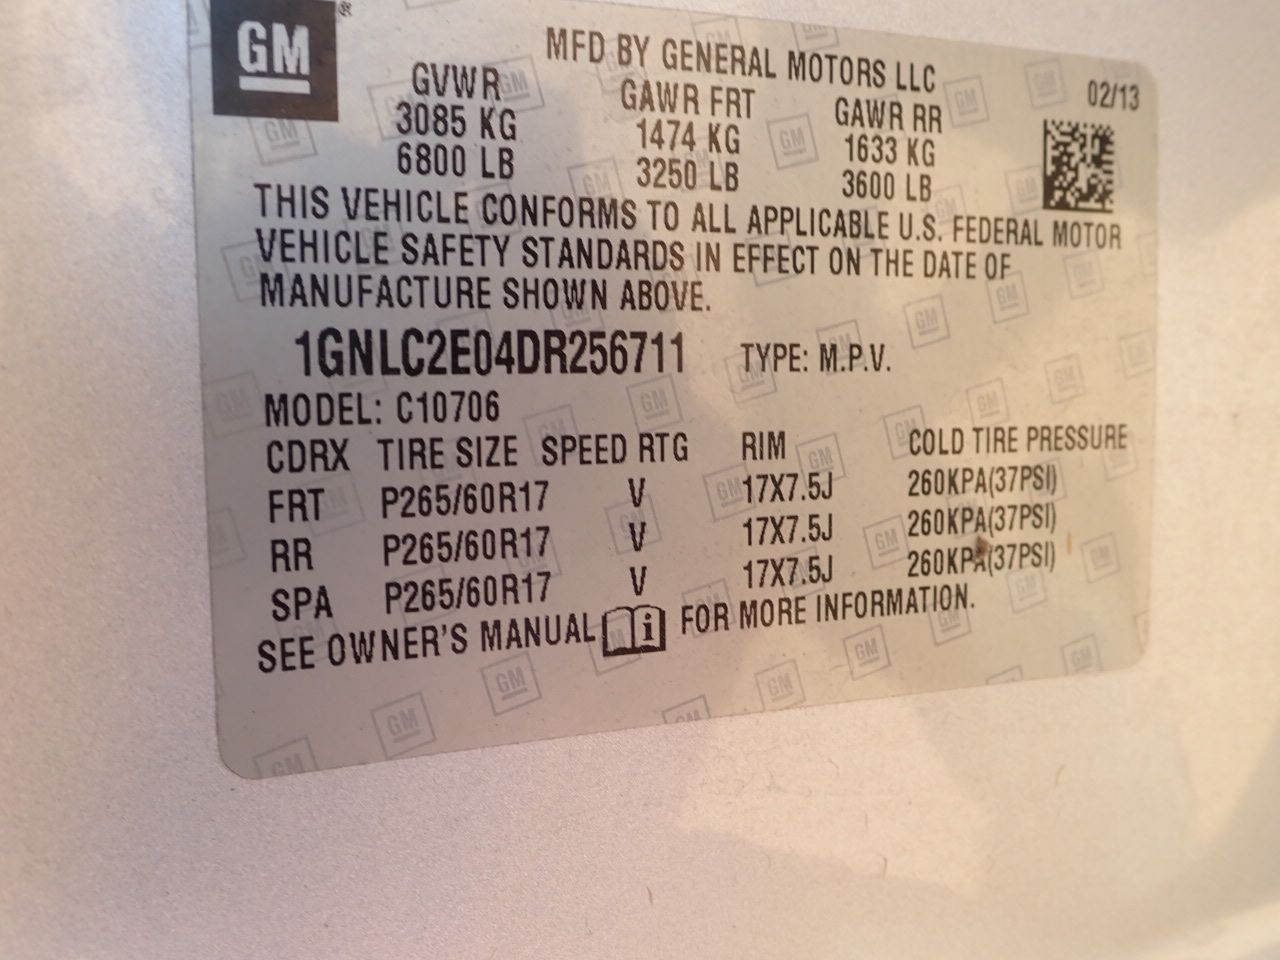 GM ®
MFD BY GENERAL MOTORS LLC
02/13
GVWR GAWR FRT GAWR RR
3085 KG 1474 KG 1633 KG
6800 LB 3250 LB 3600 LB
THIS VEHICLE CONFORMS TO ALL APPLICABLE U.S. FEDERAL MOTOR
VEHICLE SAFETY STANDARDS IN EFFECT ON THE DATE OF
MANUFACTURE SHOWN ABOVE.
1GNLC2E04DR256711 TYPE: M.P.V.
MODEL: C10706
CDRX TIRE SIZE SPEED RTG RIM COLD TIRE PRESSURE
FRT P265/60R17 V 17X7.5J 260KPA(37PSI)
RR P265/60R17 V 17X7.5J 260KPA(37PSI)
SPA P265/60R17 V 17X7.5J 260KPA(37PSI)
SEE OWNER'S MANUAL i FOR MORE INFORMATION.